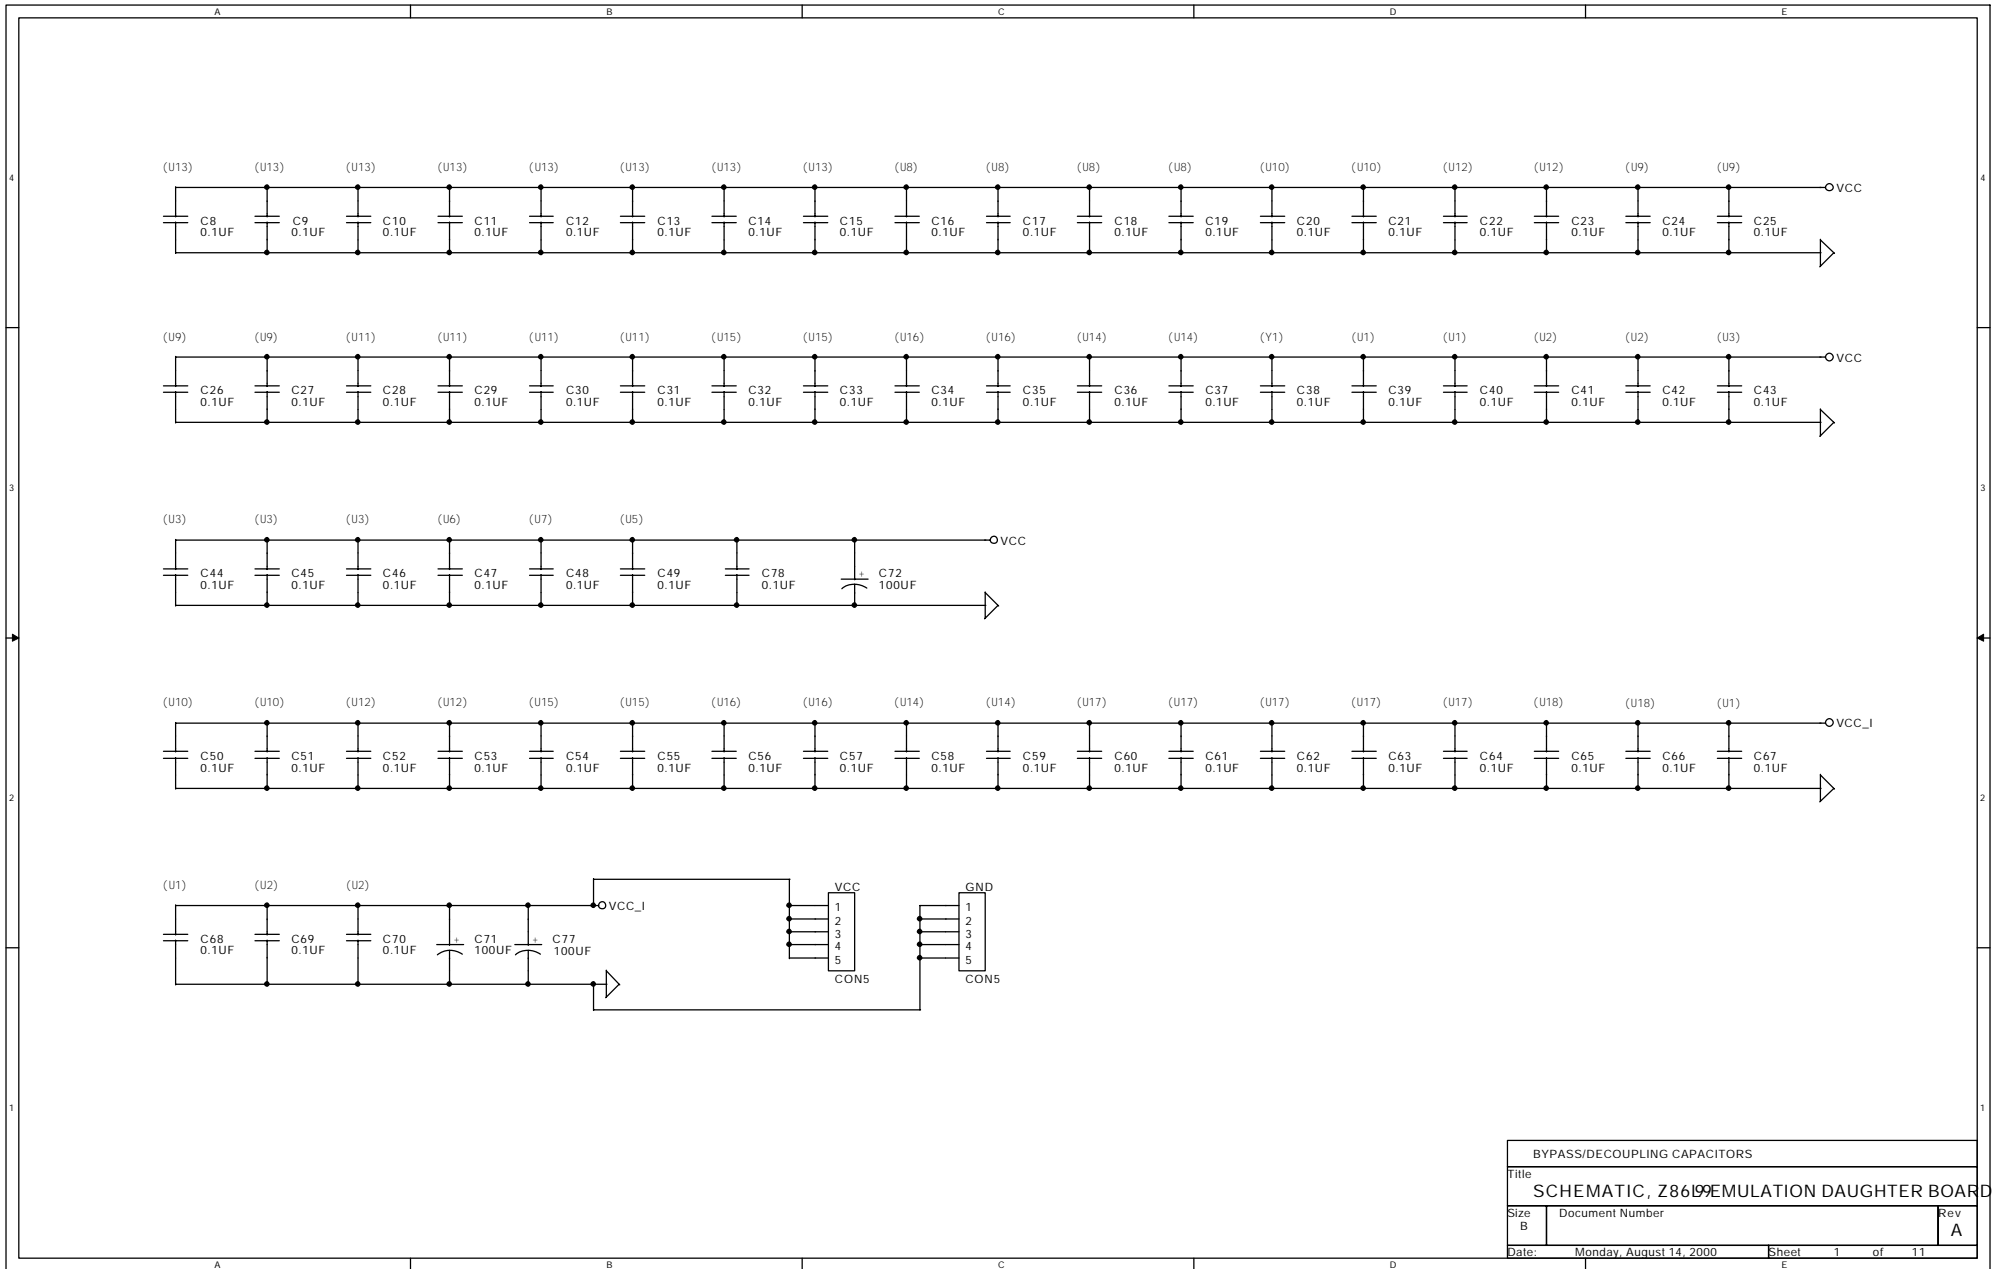 A B C D E
(U13) (U13) (U13) (U13) (U13) (U13) (U13) (U13) (U8) (U8) (U8) (U8) (U10) (U10) (U12) (U12) (U9) (U9)
4 4
VCC
C8 C9 C10 C11 C12 C13 C14 C15 C16 C17 C18 C19 C20 C21 C22 C23 C24 C25
0.1UF 0.1UF 0.1UF 0.1UF 0.1UF 0.1UF 0.1UF 0.1UF 0.1UF 0.1UF 0.1UF 0.1UF 0.1UF 0.1UF 0.1UF 0.1UF 0.1UF 0.1UF
(U9) (U9) (U11) (U11) (U11) (U11) (U15) (U15) (U16) (U16) (U14) (U14) (Y1) (U1) (U1) (U2) (U2) (U3)
VCC
C26 C27 C28 C29 C30 C31 C32 C33 C34 C35 C36 C37 C38 C39 C40 C41 C42 C43
0.1UF 0.1UF 0.1UF 0.1UF 0.1UF 0.1UF 0.1UF 0.1UF 0.1UF 0.1UF 0.1UF 0.1UF 0.1UF 0.1UF 0.1UF 0.1UF 0.1UF 0.1UF
3 3
(U3) (U3) (U3) (U6) (U7) (U5)
VCC
C44 C45 C46 C47 C48 C49 C78 + C72
0.1UF 0.1UF 0.1UF 0.1UF 0.1UF 0.1UF 0.1UF 100UF
(U10) (U10) (U12) (U12) (U15) (U15) (U16) (U16) (U14) (U14) (U17) (U17) (U17) (U17) (U17) (U18) (U18) (U1)
VCC_I
C50 C51 C52 C53 C54 C55 C56 C57 C58 C59 C60 C61 C62 C63 C64 C65 C66 C67
0.1UF 0.1UF 0.1UF 0.1UF 0.1UF 0.1UF 0.1UF 0.1UF 0.1UF 0.1UF 0.1UF 0.1UF 0.1UF 0.1UF 0.1UF 0.1UF 0.1UF 0.1UF
2 2
(U1) (U2) (U2)
VCC GND
VCC_I
1 1
2 2
3 3
4 4
5 5
C68 C69 C70 + C71 + C77
0.1UF 0.1UF 0.1UF 100UF 100UF
CON5 CON5
1 1
BYPASS/DECOUPLING CAPACITORS
Title
SCHEMATIC, Z86L99 EMULATION DAUGHTER BOARD
Size Document Number Rev
B A
Date: Monday, August 14, 2000 Sheet 1 of 11
A B C D E